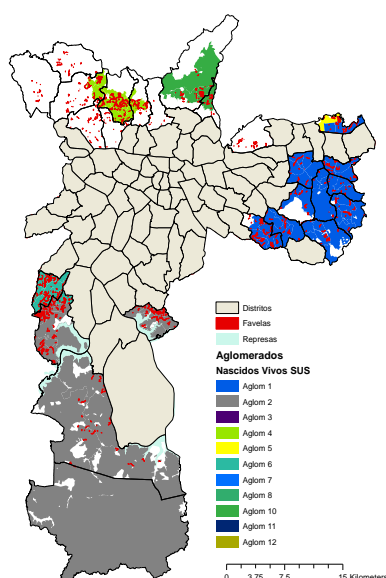 Distritos
Favelas
Represas
Aglomerados
Nascidos Vivos SUS
Aglom 1
Aglom 2
Aglom 3
Aglom 4
Aglom 5
Aglom 6
Aglom 7
Aglom 8
Aglom 10
Aglom 11
Aglom 12
0 3.75 7.5 15 Kilometers